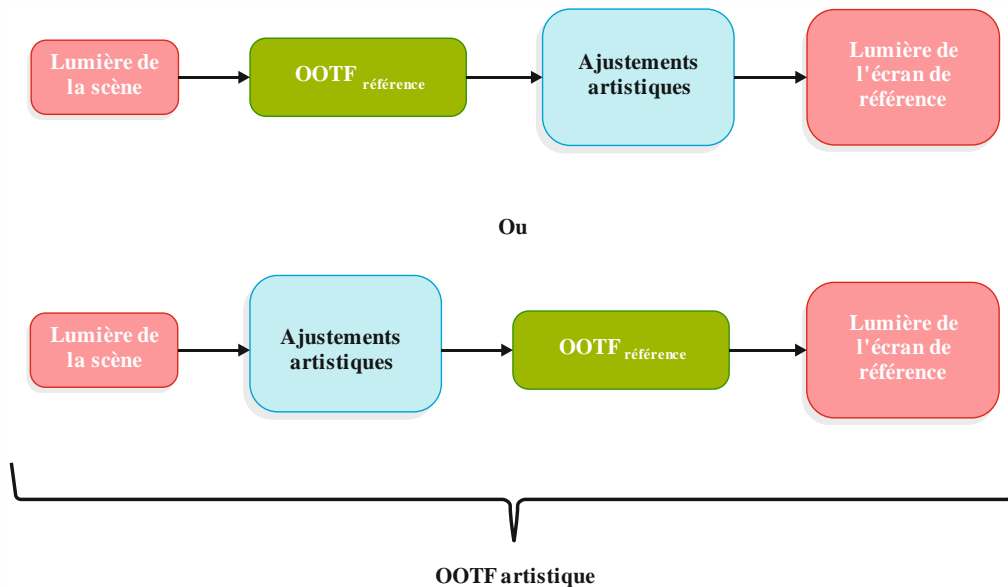 Lumière de
la scène
OOTF référence
Ajustements
artistiques
Lumière de
l'écran de
référence
Ou
Lumière de
la scène
Ajustements
artistiques
OOTF référence
Lumière de
l'écran de
référence
OOTF artistique